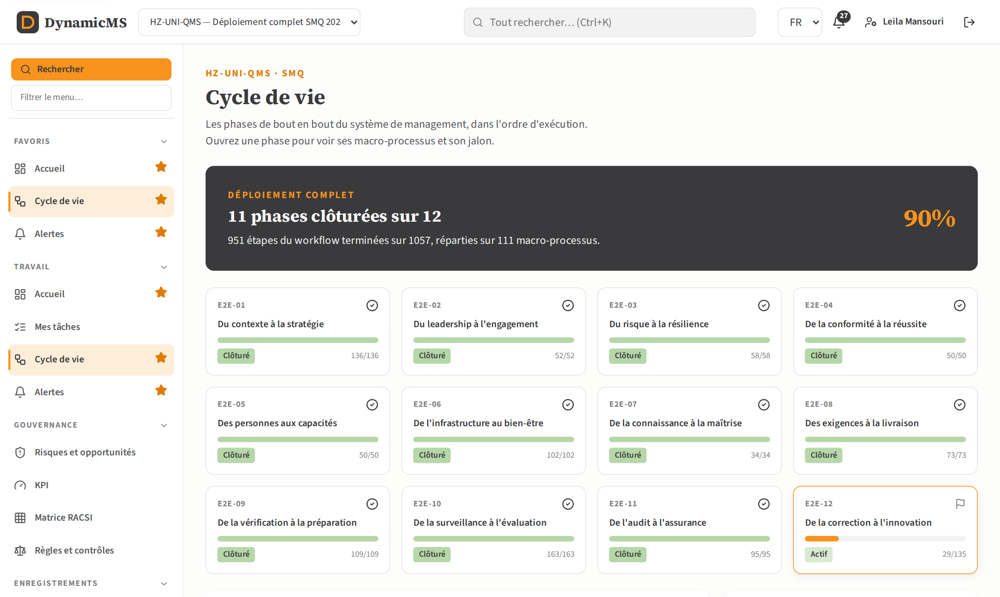 DynamicMS
HZ-UNI-QMS — Déploiement complet SMQ 202
Tout rechercher… (Ctrl+K)
FR
27
Leila Mansouri
Rechercher
Filtrer le menu…
FAVORIS
Accueil
Cycle de vie
Alertes
TRAVAIL
Accueil
Mes tâches
Cycle de vie
Alertes
GOUVERNANCE
Risques et opportunités
KPI
Matrice RACSI
Règles et contrôles
ENREGISTREMENTS
HZ-UNI-QMS · SMQ
Cycle de vie
Les phases de bout en bout du système de management, dans l'ordre d'exécution.
Ouvrez une phase pour voir ses macro-processus et son jalon.
DÉPLOIEMENT COMPLET
11 phases clôturées sur 12
951 étapes du workflow terminées sur 1057, réparties sur 111 macro-processus.
90%
E2E-01
Du contexte à la stratégie
Clôturé 136/136
E2E-02
Du leadership à l'engagement
Clôturé 52/52
E2E-03
Du risque à la résilience
Clôturé 58/58
E2E-04
De la conformité à la réussite
Clôturé 50/50
E2E-05
Des personnes aux capacités
Clôturé 50/50
E2E-06
De l'infrastructure au bien-être
Clôturé 102/102
E2E-07
De la connaissance à la maîtrise
Clôturé 34/34
E2E-08
Des exigences à la livraison
Clôturé 73/73
E2E-09
De la vérification à la préparation
Clôturé 109/109
E2E-10
De la surveillance à l'évaluation
Clôturé 163/163
E2E-11
De l'audit à l'assurance
Clôturé 95/95
E2E-12
De la correction à l'innovation
Actif 29/135